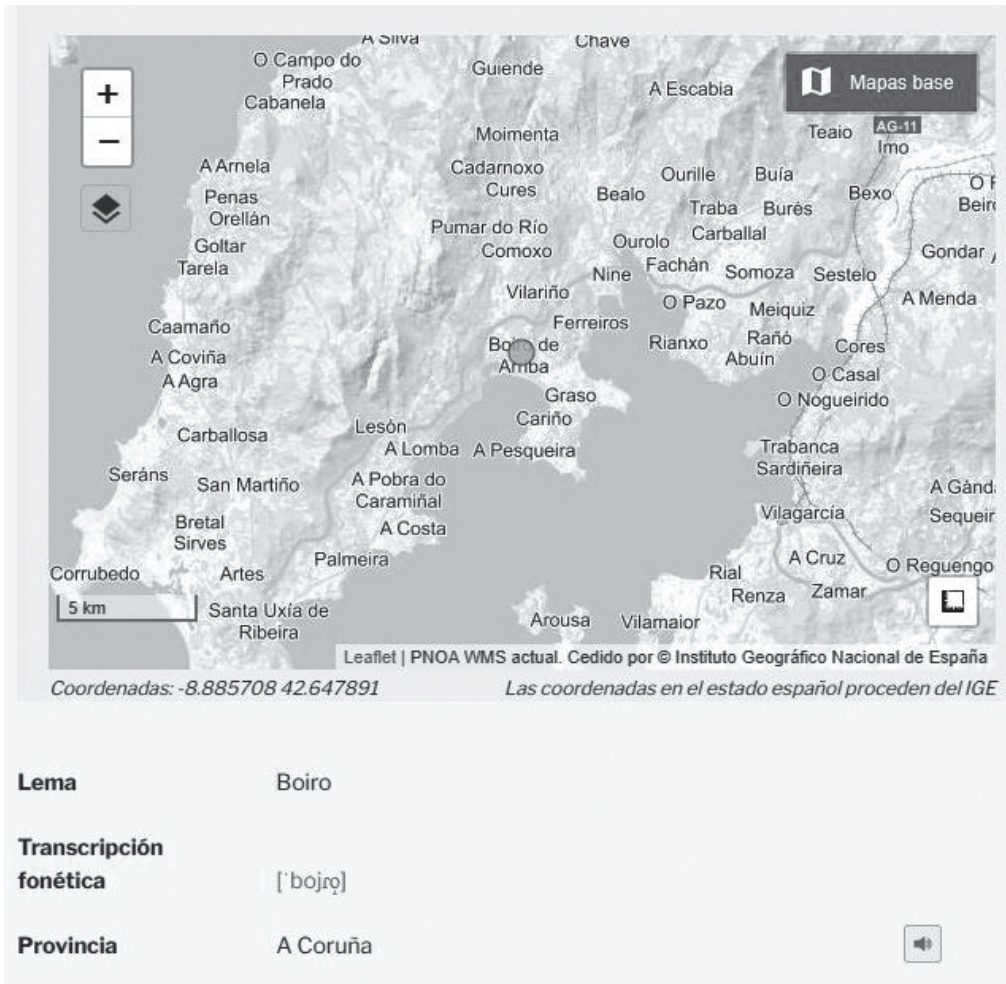 A Silva
Chave
O Campo do
Prado
Guiende
Cabanela
A Escabia
Mapas base
+
−
Moimenta
Teaio
AG-11
Imo
A Arnela
Cadarnoxo
Cures
Ourille
Buía
Penas
Orellán
Bealo
Bexo
Traba
Burés
Pumar do Río
Carballal
Goltar
Comoxo
Ourolo
Gondar
Tarela
Nine
Fachán
Somoza
Sestelo
Vilariño
O Pazo
Meiquiz
A Menda
Caamaño
Ferreiros
A Coviña
Boiro de
Arriba
Rianxo
Rañó
Abuín
Cores
A Agra
O Casal
Graso
O Nogueirido
Cariño
Carballosa
Lesón
A Lomba
A Pesqueira
Trabanca
Sardiñeira
Seráns
San Martiño
A Pobra do
Caramiñal
Bretal
Sirves
A Costa
Vilagarcía
Sequeir
Palmeira
A Cruz
O Reguengo
Corrubedo
Artes
Rial
Renza
Zamar
5 km
Santa Uxía de
Ribeira
Arousa
Vilamaior
Leaflet | PNOA WMS actual. Cedido por © Instituto Geográfico Nacional de España
Coordenadas: -8.885708 42.647891
Las coordenadas en el estado español proceden del IGE
Lema Boiro
Transcripción
fonética [ˈbojɾo̞]
Provincia A Coruña